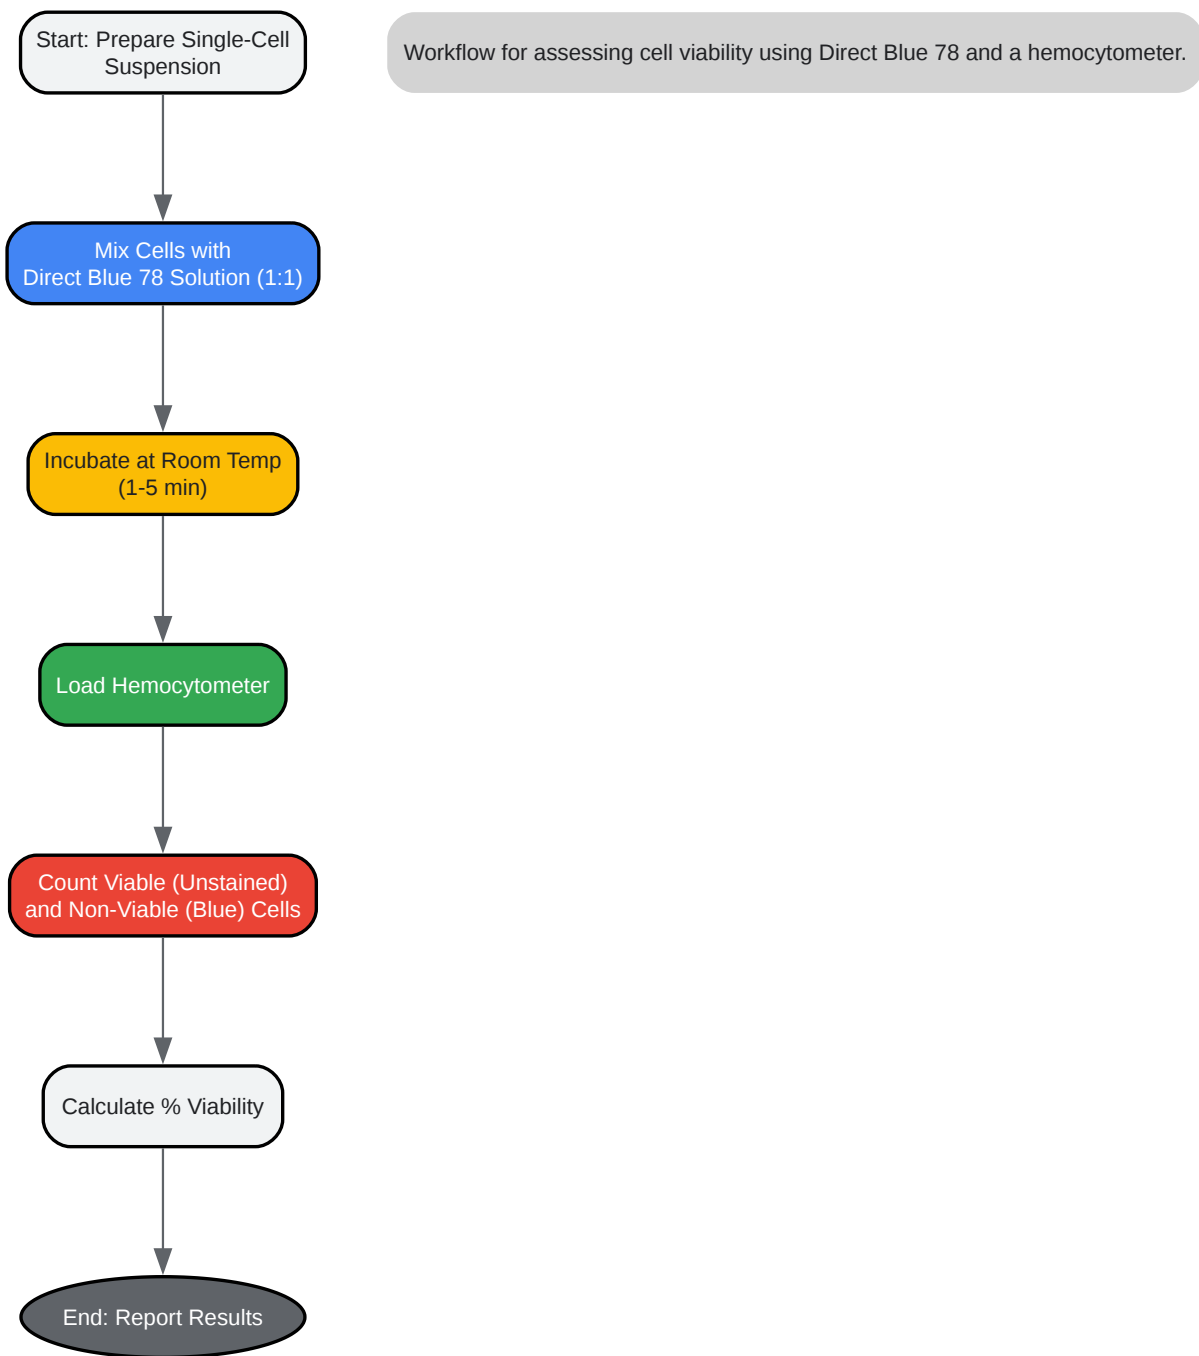 Start: Prepare Single-Cell
Suspension
Workflow for assessing cell viability using Direct Blue 78 and a hemocytometer.
Mix Cells with
Direct Blue 78 Solution (1:1)
Incubate at Room Temp
(1-5 min)
Load Hemocytometer
Count Viable (Unstained)
and Non-Viable (Blue) Cells
Calculate % Viability
End: Report Results